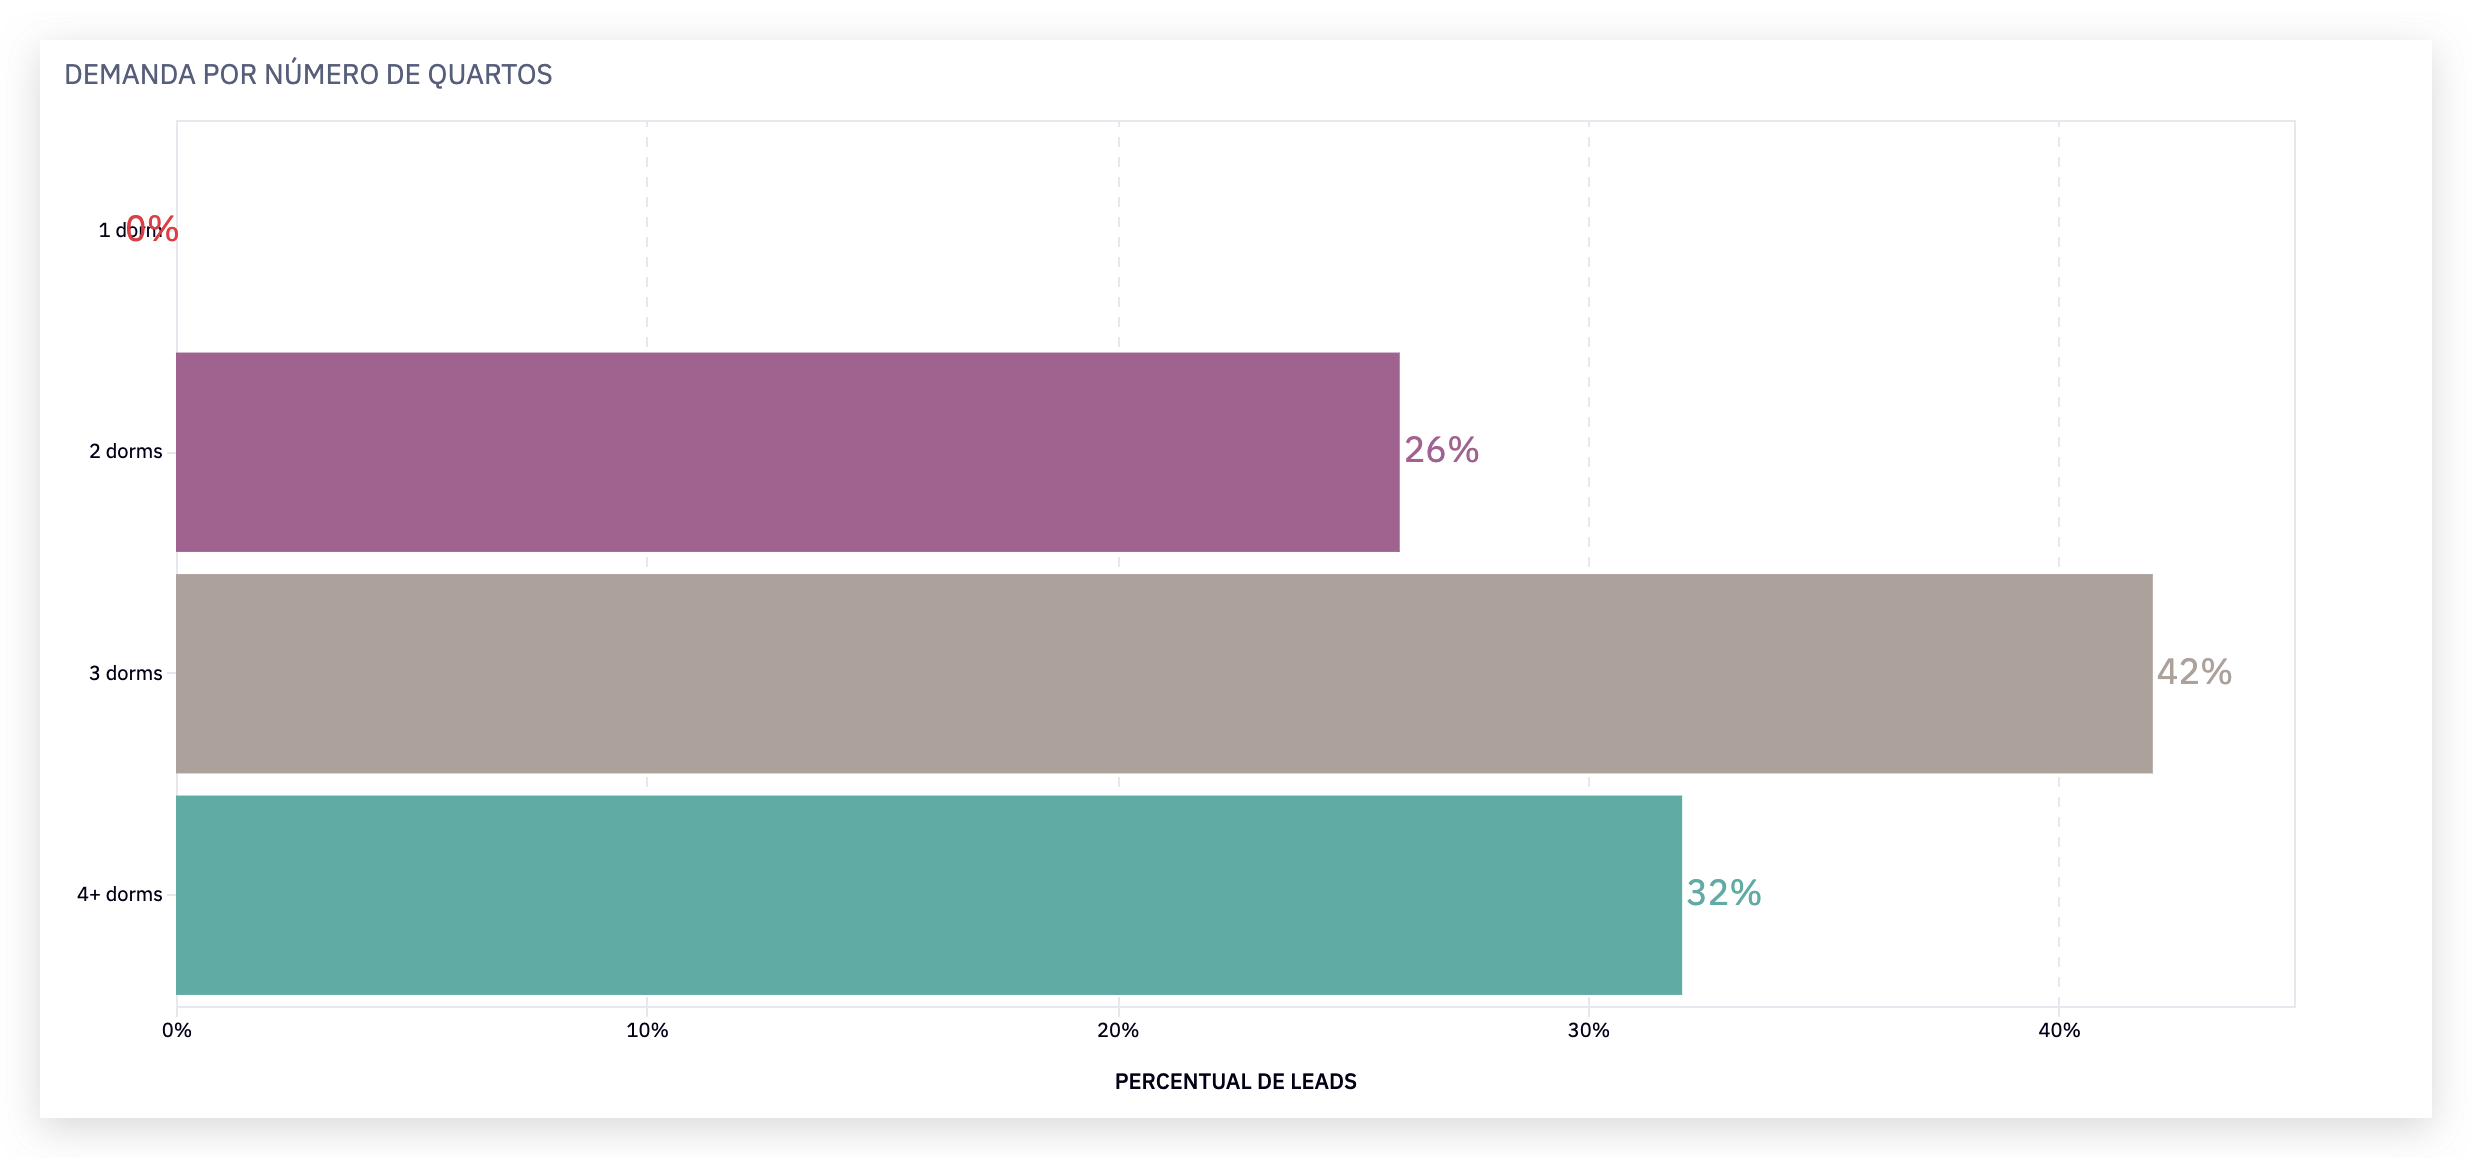 DEMANDA POR NÚMERO DE QUARTOS
1 dorm 0%
2 dorms 26%
3 dorms 42%
4+ dorms 32%
0% 10% 20% 30% 40%
PERCENTUAL DE LEADS